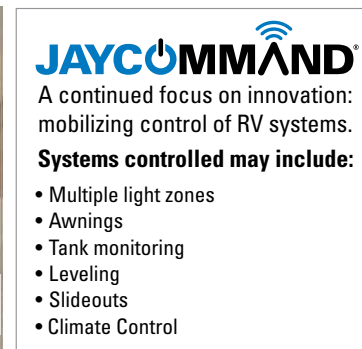 JAYCOMMAND®
A continued focus on innovation:
mobilizing control of RV systems.
Systems controlled may include:
• Multiple light zones
• Awnings
• Tank monitoring
• Leveling
• Slideouts
• Climate Control